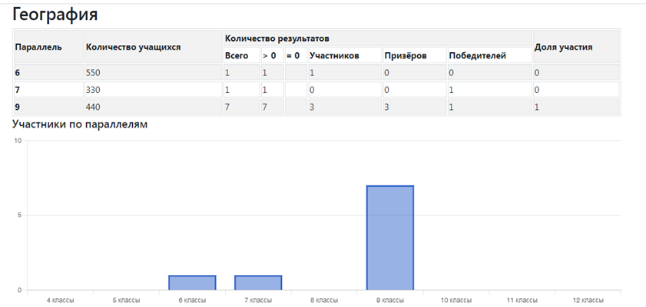 География
Параллель Количество учащихся Количество результатов Доля участия
Всего > 0 = 0 Участников Призёров Победителей
6 550 1 1 1 0 0 0
7 330 1 1 0 0 1 0
9 440 7 7 3 3 1 1
Участники по параллелям
10
5
0
4 классы 5 классы 6 классы 7 классы 8 классы 9 классы 10 классы 11 классы 12 классы